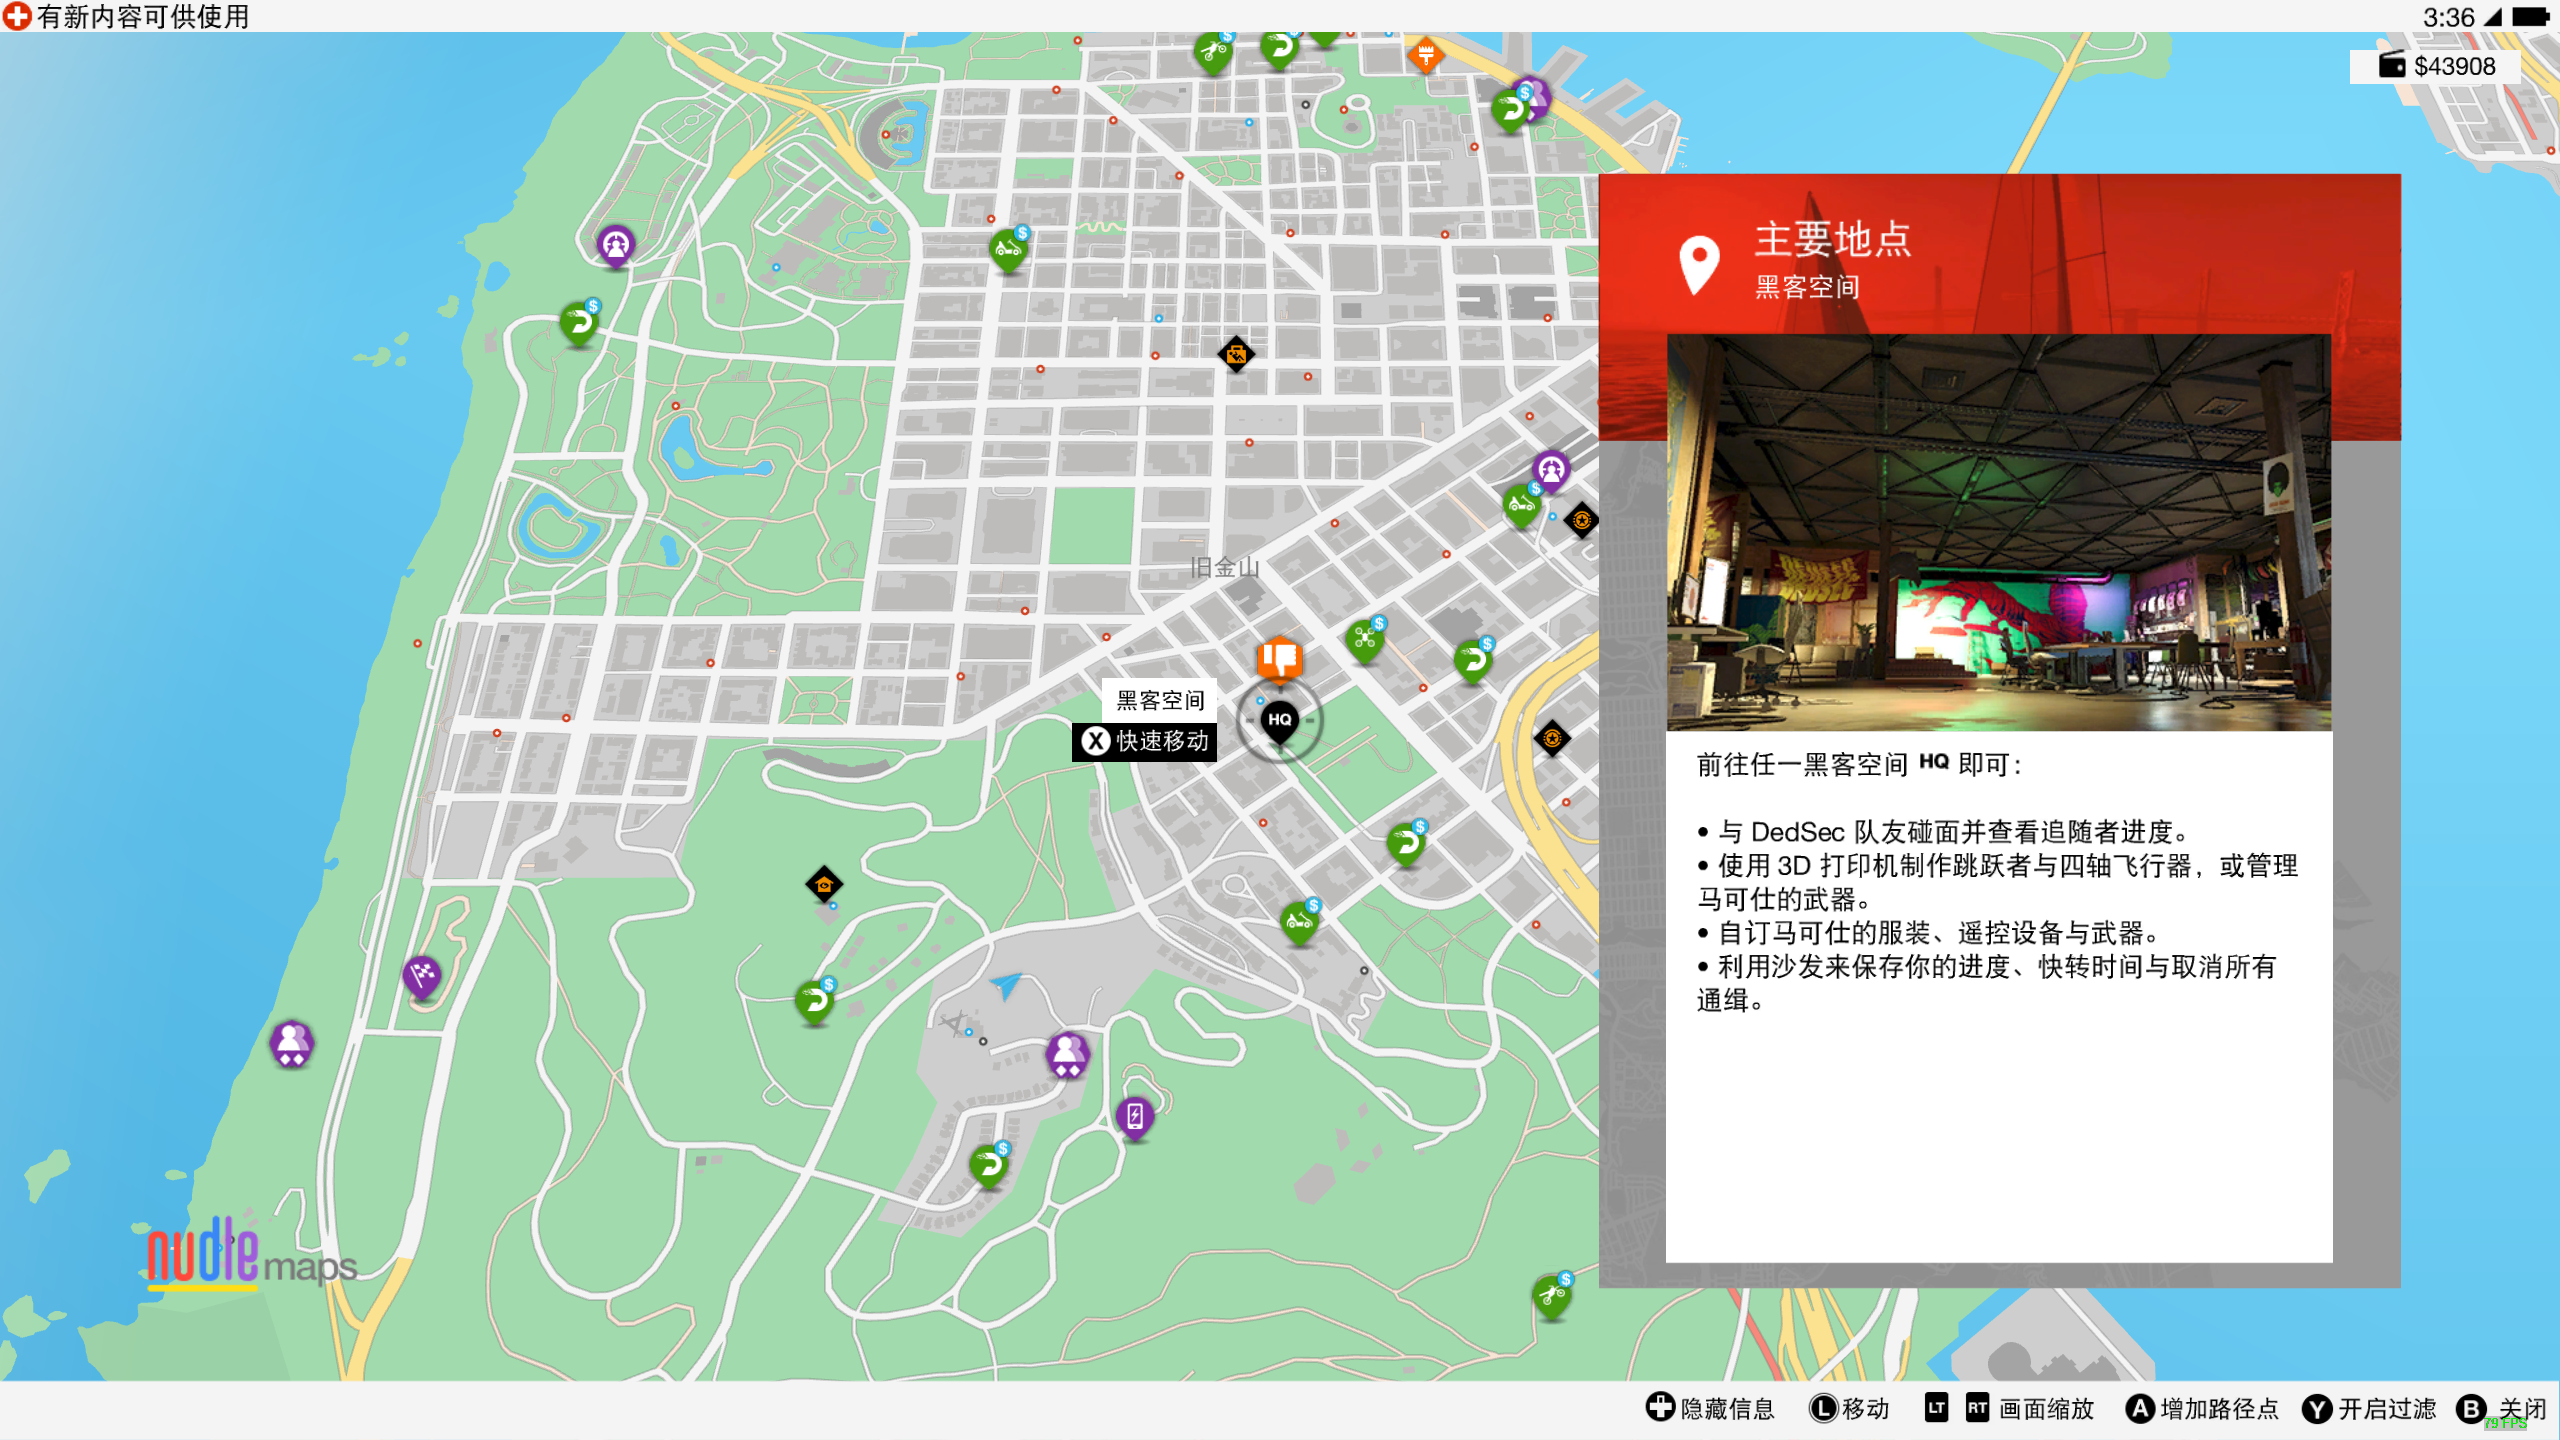 有新内容可供使用
3:36
$43908
主要地点
黑客空间
旧金山
黑客空间
HQ
X 快速移动
前往任一黑客空间 HQ 即可：
• 与 DedSec 队友碰面并查看追随者进度。
• 使用 3D 打印机制作跳跃者与四轴飞行器，或管理
马可仕的武器。
• 自订马可仕的服装、遥控设备与武器。
• 利用沙发来保存你的进度、快转时间与取消所有
通缉。
nudle maps
隐藏信息 L 移动 LT RT 画面缩放 A 增加路径点 Y 开启过滤 B 关闭
79 FPS